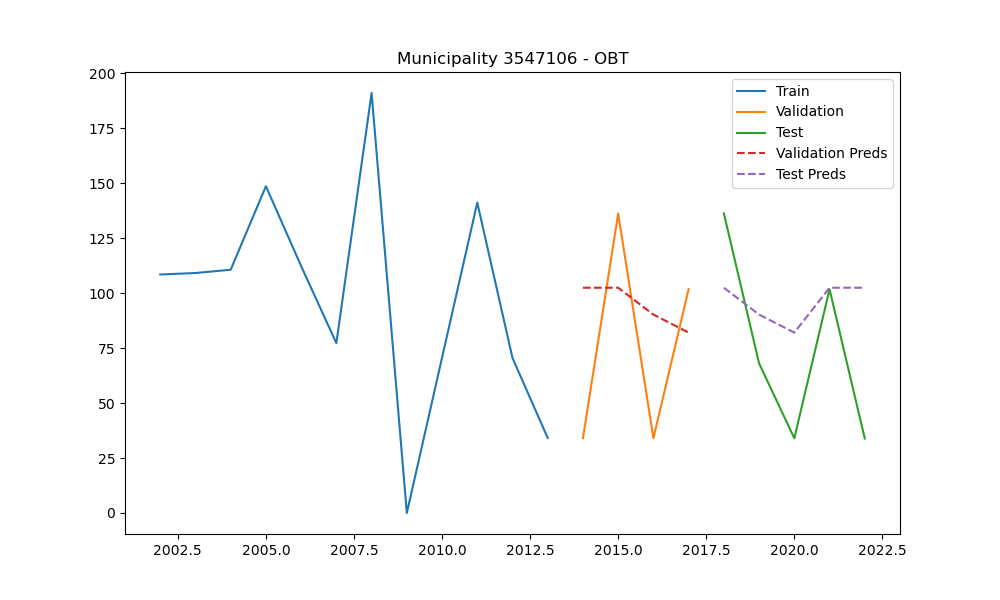 Municipality 3547106 - OBT
200
175
150
125
100
75
50
25
0
2002.5 2005.0 2007.5 2010.0 2012.5 2015.0 2017.5 2020.0 2022.5
Train
Validation
Test
Validation Preds
Test Preds